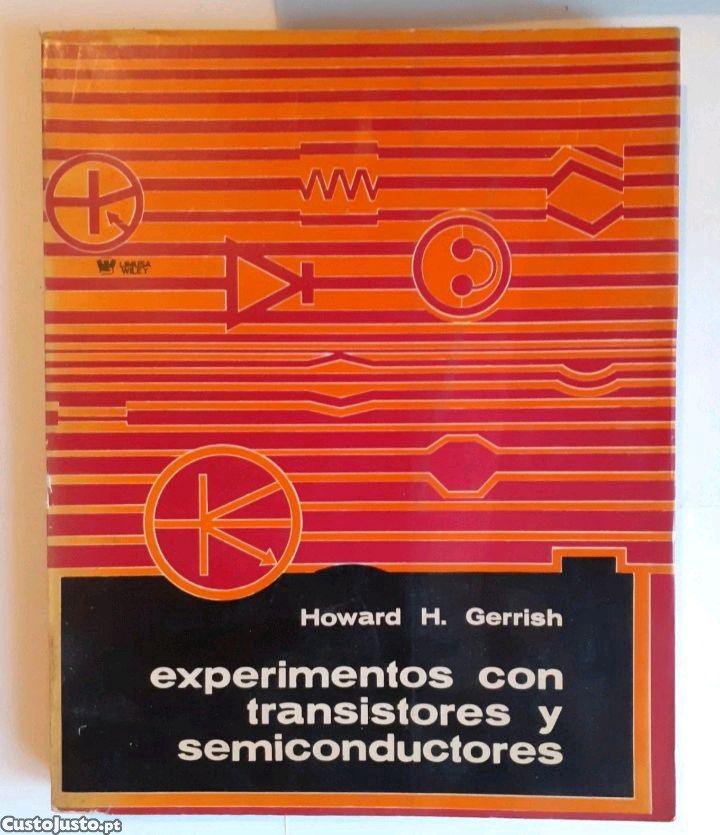 LIMUSA
WILEY
Howard H. Gerrish
experimentos con
transistores y
semiconductores
CustoJusto.pt